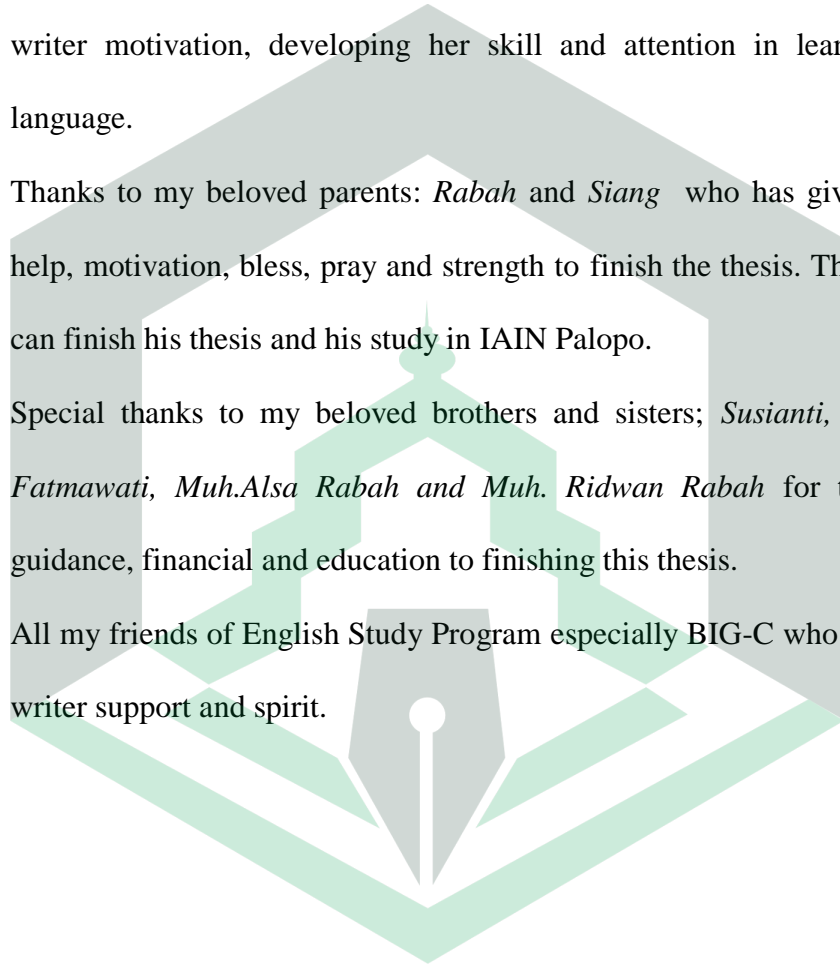 writer motivation, developing her skill and attention in
language.
Thanks to my beloved parents: Rabah and Siang who has
help, motivation, bless, pray and strength to finish the thesis.
can finish his thesis and his study in IAIN Palopo.
Special thanks to my beloved brothers and sisters; Susianti,
Fatmawati, Muh.Alsa Rabah and Muh. Ridwan Rabah for
guidance, financial and education to finishing this thesis.
All my friends of English Study Program especially BIG-C who
writer support and spirit.